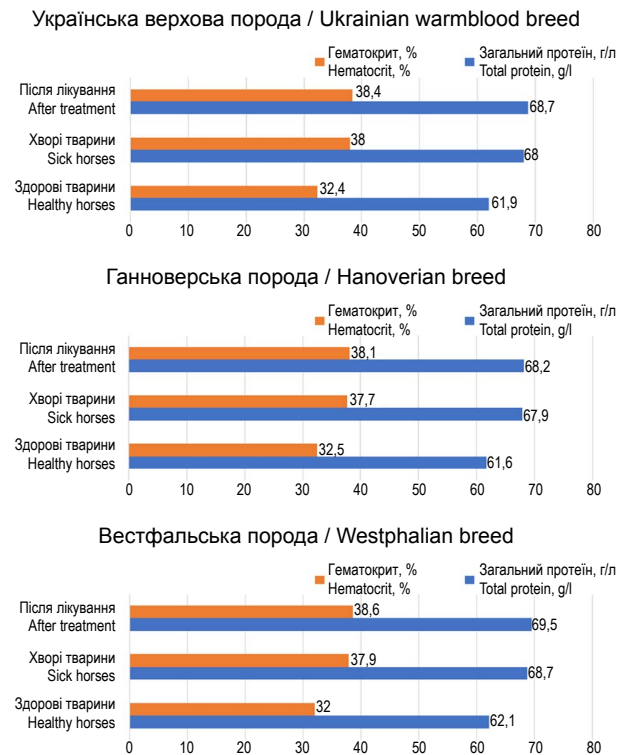 Українська верхова порода / Ukrainian warmblood breed
Гематокрит, % Загальний протеїн, г/л
Hematocrit, % Total protein, g/l
Після лікування
After treatment
38,4
68,7
Хворі тварини
Sick horses
38
68
Здорові тварини
Healthy horses
32,4
61,9
0 10 20 30 40 50 60 70 80
Ганноверська порода / Hanoverian breed
Гематокрит, % Загальний протеїн, г/л
Hematocrit, % Total protein, g/l
Після лікування
After treatment
38,1
68,2
Хворі тварини
Sick horses
37,7
67,9
Здорові тварини
Healthy horses
32,5
61,6
0 10 20 30 40 50 60 70 80
Вестфальська порода / Westphalian breed
Гематокрит, % Загальний протеїн, г/л
Hematocrit, % Total protein, g/l
Після лікування
After treatment
38,6
69,5
Хворі тварини
Sick horses
37,9
68,7
Здорові тварини
Healthy horses
32
62,1
0 10 20 30 40 50 60 70 80